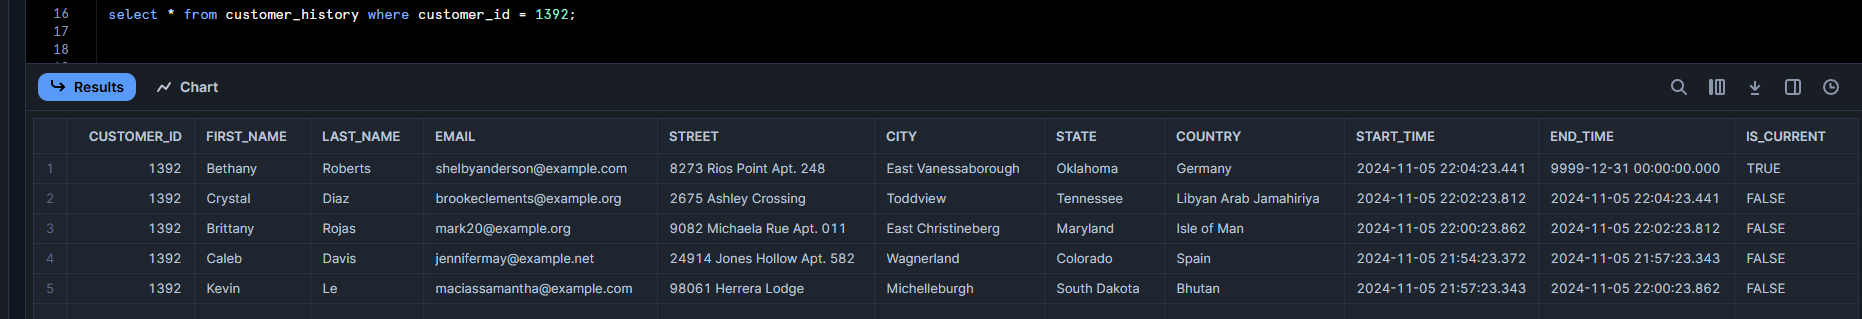 16 select * from customer_history where customer_id = 1392;
17
18
Results Chart
CUSTOMER_ID FIRST_NAME LAST_NAME EMAIL STREET CITY STATE COUNTRY START_TIME END_TIME IS_CURRENT
1 1392 Bethany Roberts shelbyanderson@example.com 8273 Rios Point Apt. 248 East Vanessaborough Oklahoma Germany 2024-11-05 22:04:23.441 9999-12-31 00:00:00.000 TRUE
2 1392 Crystal Diaz brookeclements@example.org 2675 Ashley Crossing Toddview Tennessee Libyan Arab Jamahiriya 2024-11-05 22:02:23.812 2024-11-05 22:04:23.441 FALSE
3 1392 Brittany Rojas mark20@example.org 9082 Michaela Rue Apt. 011 East Christineberg Maryland Isle of Man 2024-11-05 22:00:23.862 2024-11-05 22:02:23.812 FALSE
4 1392 Caleb Davis jennifermay@example.net 24914 Jones Hollow Apt. 582 Wagnerland Colorado Spain 2024-11-05 21:54:23.372 2024-11-05 21:57:23.343 FALSE
5 1392 Kevin Le maciassamantha@example.com 98061 Herrera Lodge Michelleburgh South Dakota Bhutan 2024-11-05 21:57:23.343 2024-11-05 22:00:23.862 FALSE